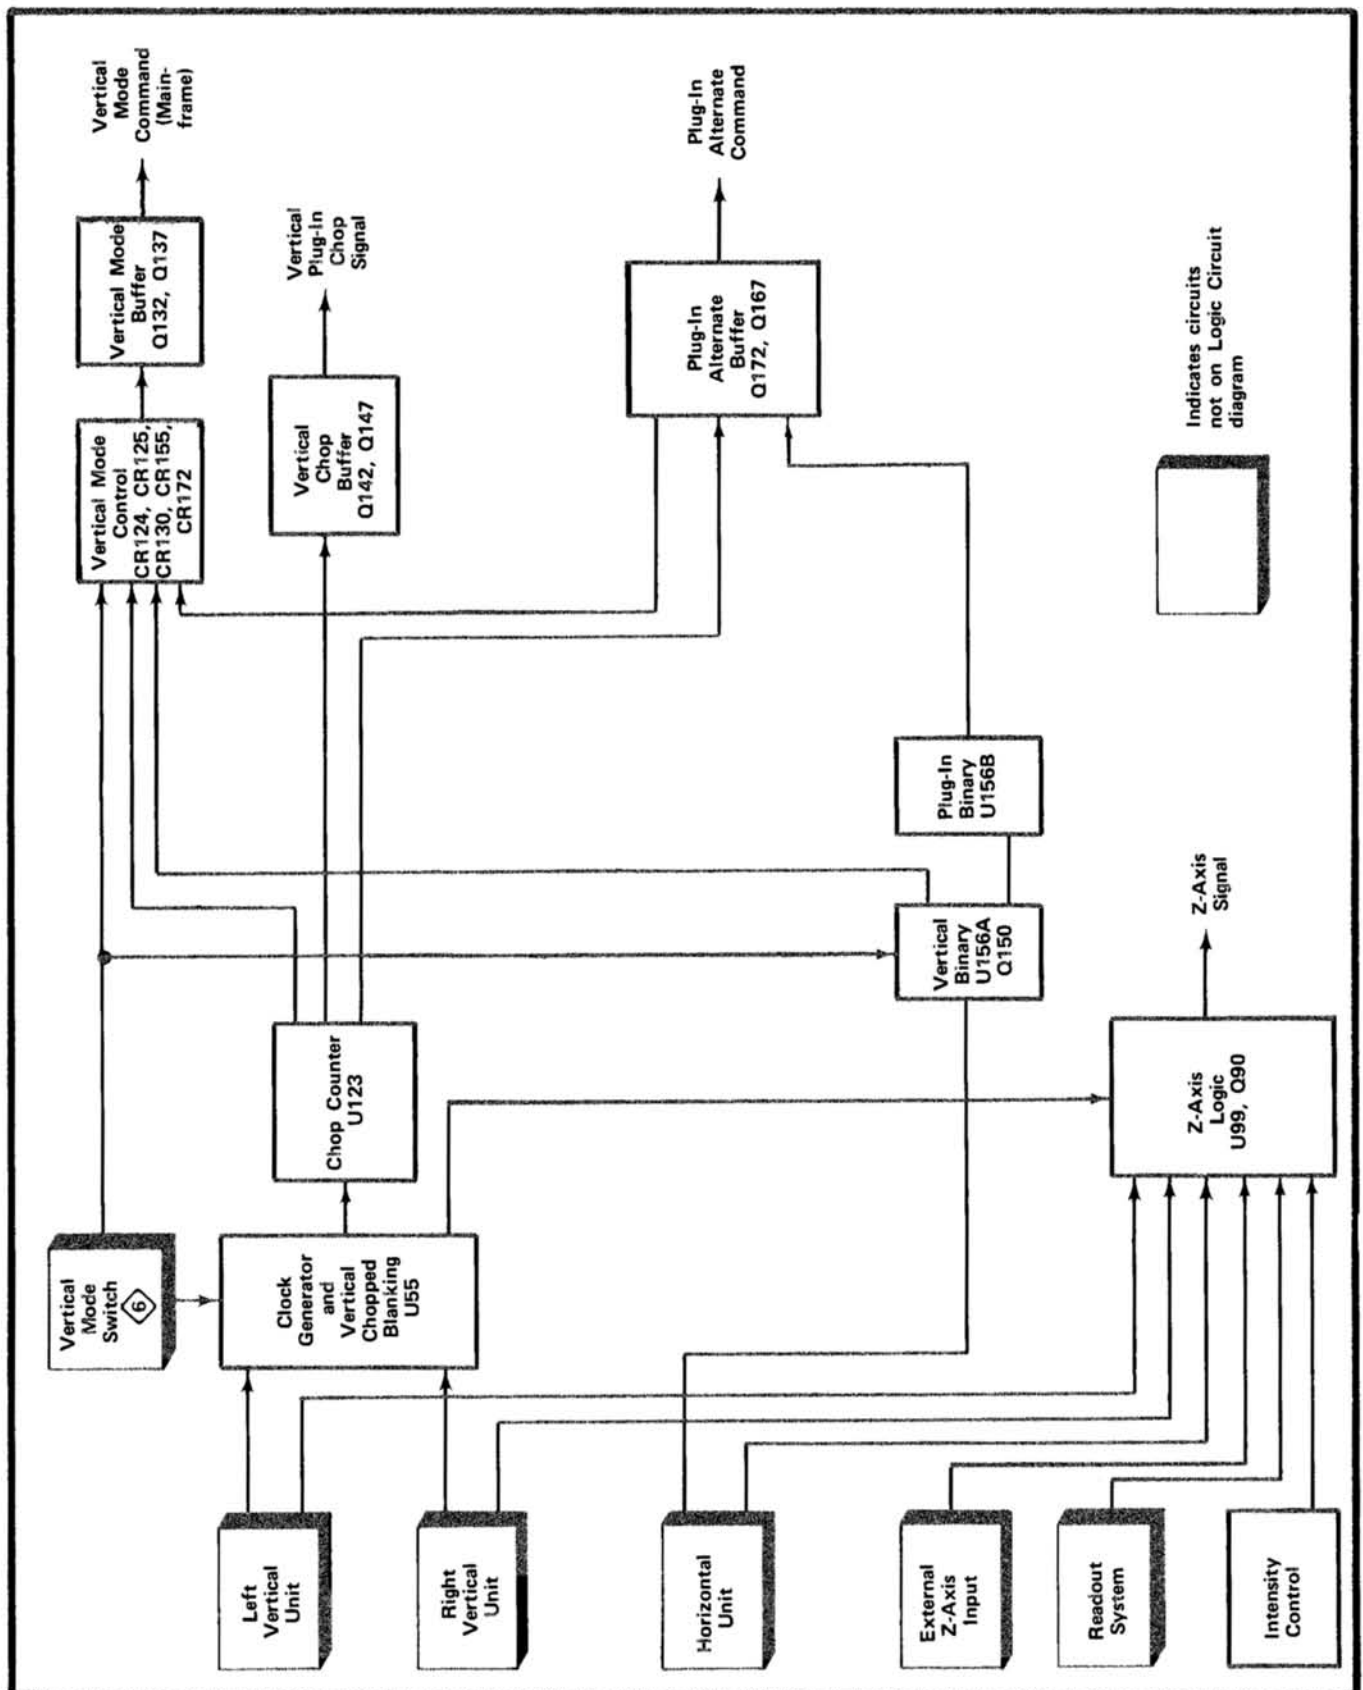 Vertical
Mode
Switch
6
Left
Vertical
Unit
Right
Vertical
Unit
Horizontal
Unit
External
Z-Axis
Input
Readout
System
Intensity
Control
Clock
Generator
and
Vertical
Chopped
Blanking
U55
Chop Counter
U123
Vertical
Binary
U156A
Q150
Plug-In
Binary
U156B
Z-Axis
Logic
U99, Q90
Z-Axis
Signal
Vertical Mode
Control
CR124, CR125,
CR130, CR155,
CR172
Vertical Mode
Buffer
Q132, Q137
Vertical
Mode
Command
(Main-
frame)
Vertical
Chop
Buffer
Q142, Q147
Vertical
Plug-In
Chop
Signal
Plug-In
Alternate
Buffer
Q172, Q167
Plug-In
Alternate
Command
Indicates circuits
not on Logic Circuit
diagram